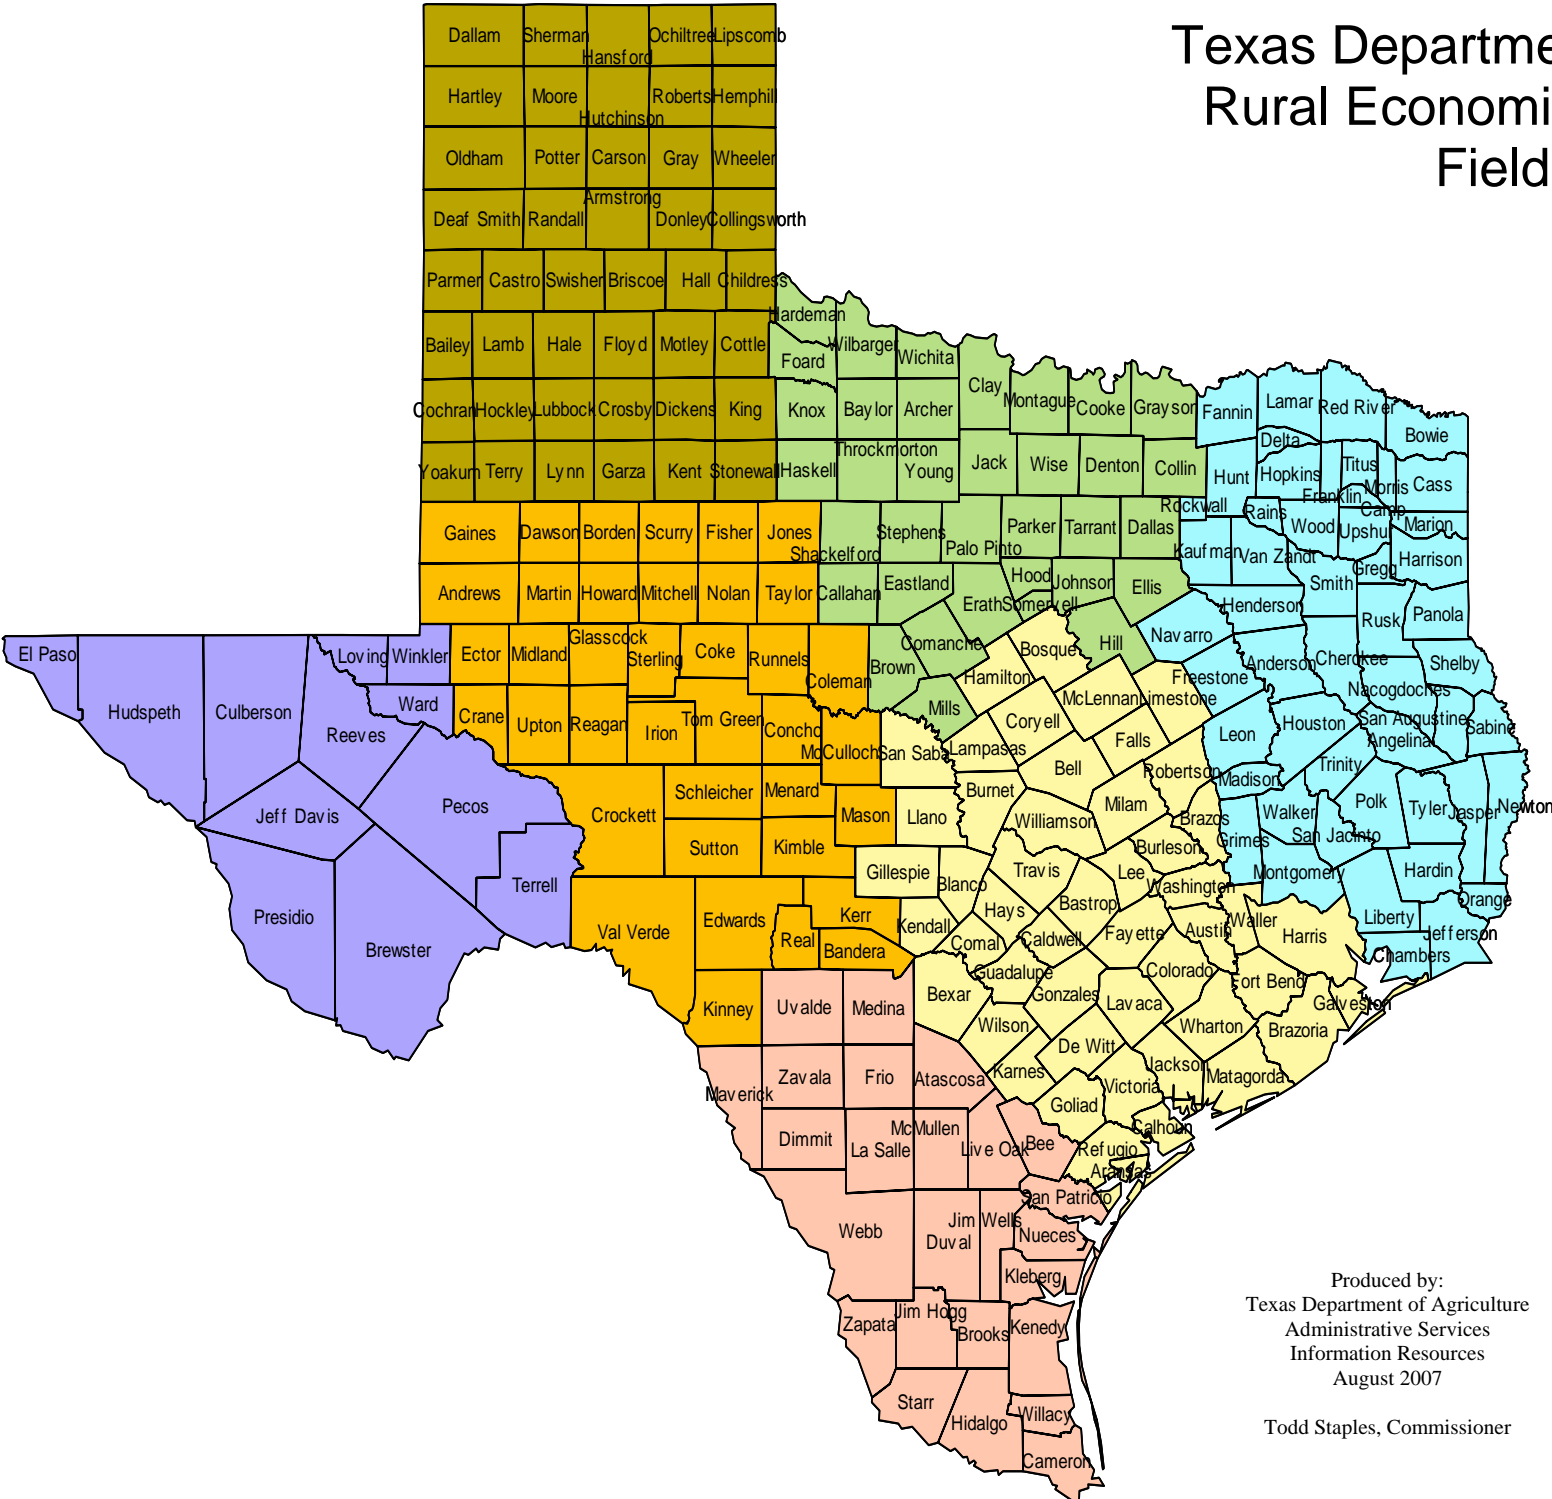 Texas Departme
Rural Economi
Field
Dallam Sherman Hansford Ochiltree Lipscomb
Hartley Moore Hutchinson Roberts Hemphill
Oldham Potter Carson Gray Wheeler
Deaf Smith Randall Armstrong Donley Collingsworth
Parmer Castro Swisher Briscoe Hall Childress
Hardeman
Bailey Lamb Hale Floyd Motley Cottle Foard Wilbarger Wichita
Clay Montague Cooke Grayson Fannin Lamar Red River Bowie
Cochran Hockley Lubbock Crosby Dickens King Knox Baylor Archer
Delta
Yoakum Terry Lynn Garza Kent Stonewall Haskell Throckmorton Young Jack Wise Denton Collin Hunt Hopkins Franklin Titus Morris Cass
Rockwall Rains Wood Camp Upshur Marion
Gaines Dawson Borden Scurry Fisher Jones Shackelford Stephens Palo Pinto Parker Tarrant Dallas Kaufman Van Zandt Smith Gregg Harrison
Andrews Martin Howard Mitchell Nolan Taylor Callahan Eastland Erath Hood Somervell Johnson Ellis Henderson Rusk Panola
El Paso Loving Winkler Ector Midland Glasscock Sterling Coke Runnels Coleman Brown Comanche Hamilton Bosque Hill Navarro Freestone Anderson Cherokee Nacogdoches Shelby
Hudspeth Culberson Reeves Ward Crane Upton Reagan Irion Tom Green Concho McCulloch San Saba Mills Lampasas Coryell McLennan Limestone Falls Leon Houston San Augustine Angelina Sabine
Jeff Davis Pecos Crockett Schleicher Menard Mason Llano Burnet Bell Williamson Milam Robertson Brazos Madison Grimes Walker Trinity San Jacinto Polk Tyler Jasper Newton
Sutton Kimble Gillespie Blanco Travis Lee Burleson Washington Montgomery Hardin
Presidio Brewster Terrell Val Verde Edwards Real Kerr Bandera Kendall Comal Hays Caldwell Bastrop Fayette Austin Waller Harris Liberty Orange Jefferson Chambers
Kinney Uvalde Medina Bexar Guadalupe Wilson Gonzales Lavaca Colorado Wharton Fort Bend Brazoria Galveston
Maverick Zavala Frio Atascosa Karnes De Witt Goliad Victoria Jackson Matagorda
Dimmit La Salle McMullen Live Oak Bee Refugio Calhoun Aransas
Webb Duval Jim Wells San Patricio Nueces Kleberg
Zapata Jim Hogg Brooks Kenedy
Starr Hidalgo Willacy
Cameron
Produced by:
Texas Department of Agriculture
Administrative Services
Information Resources
August 2007
Todd Staples, Commissioner